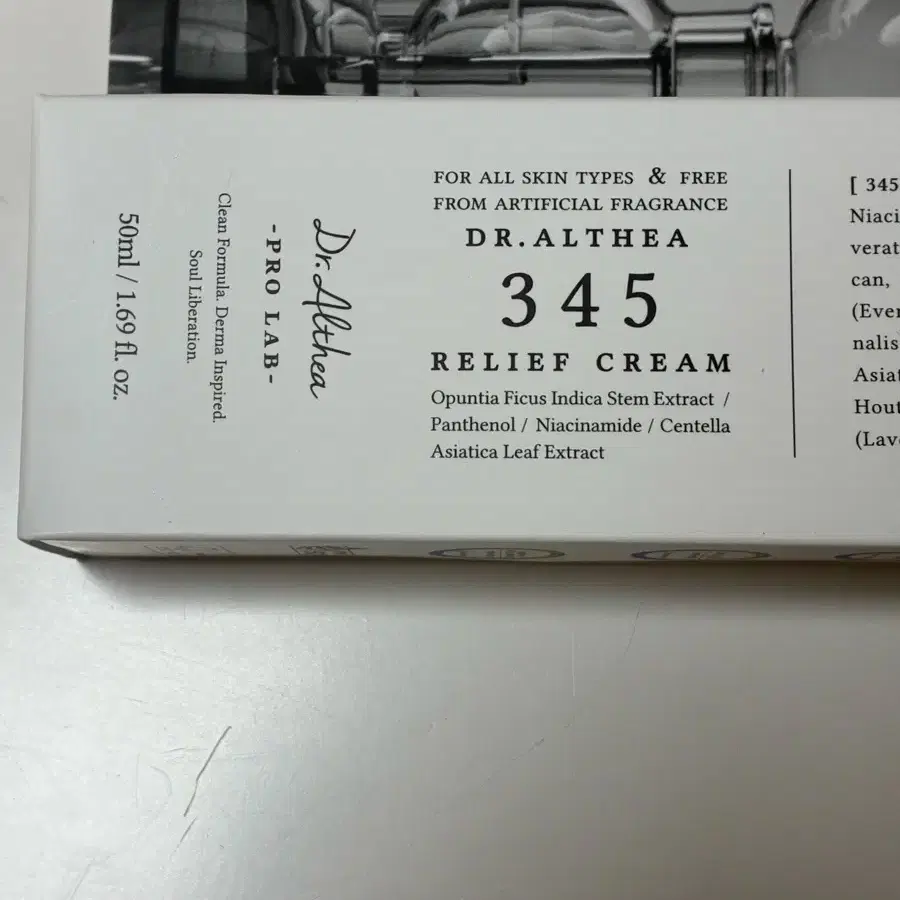 50ml / 1.69 fl. oz.
Clean Formula. Derma Inspired.
Soul Liberation.
-PRO LAB-
Dr.Althea
FOR ALL SKIN TYPES & FREE
FROM ARTIFICIAL FRAGRANCE
DR.ALTHEA
345
RELIEF CREAM
Opuntia Ficus Indica Stem Extract /
Panthenol / Niacinamide / Centella
Asiatica Leaf Extract
[ 345
can,